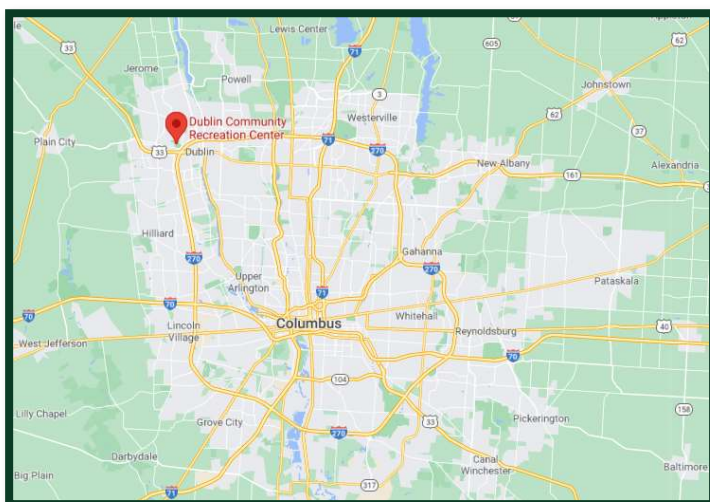 Appleton
Lewis Center
33
71
605
62
Jerome
Powell
Johnstown
3
Dublin Community
Recreation Center
Westerville
62
Plain City
33
Dublin
71
270
37
New Albany
Alexandria
161
Hilliard
270
Gahanna
270
Upper
Arlington
71
Pataskala
70
70
Columbus
Whitehall
Lincoln
Village
Reynoldsburg
40
West Jefferson
70
104
Lilly Chapel
Grove City
33
Pickerington
158
270
Darbydale
Canal
Winchester
Baltimore
Big Plain
71
317